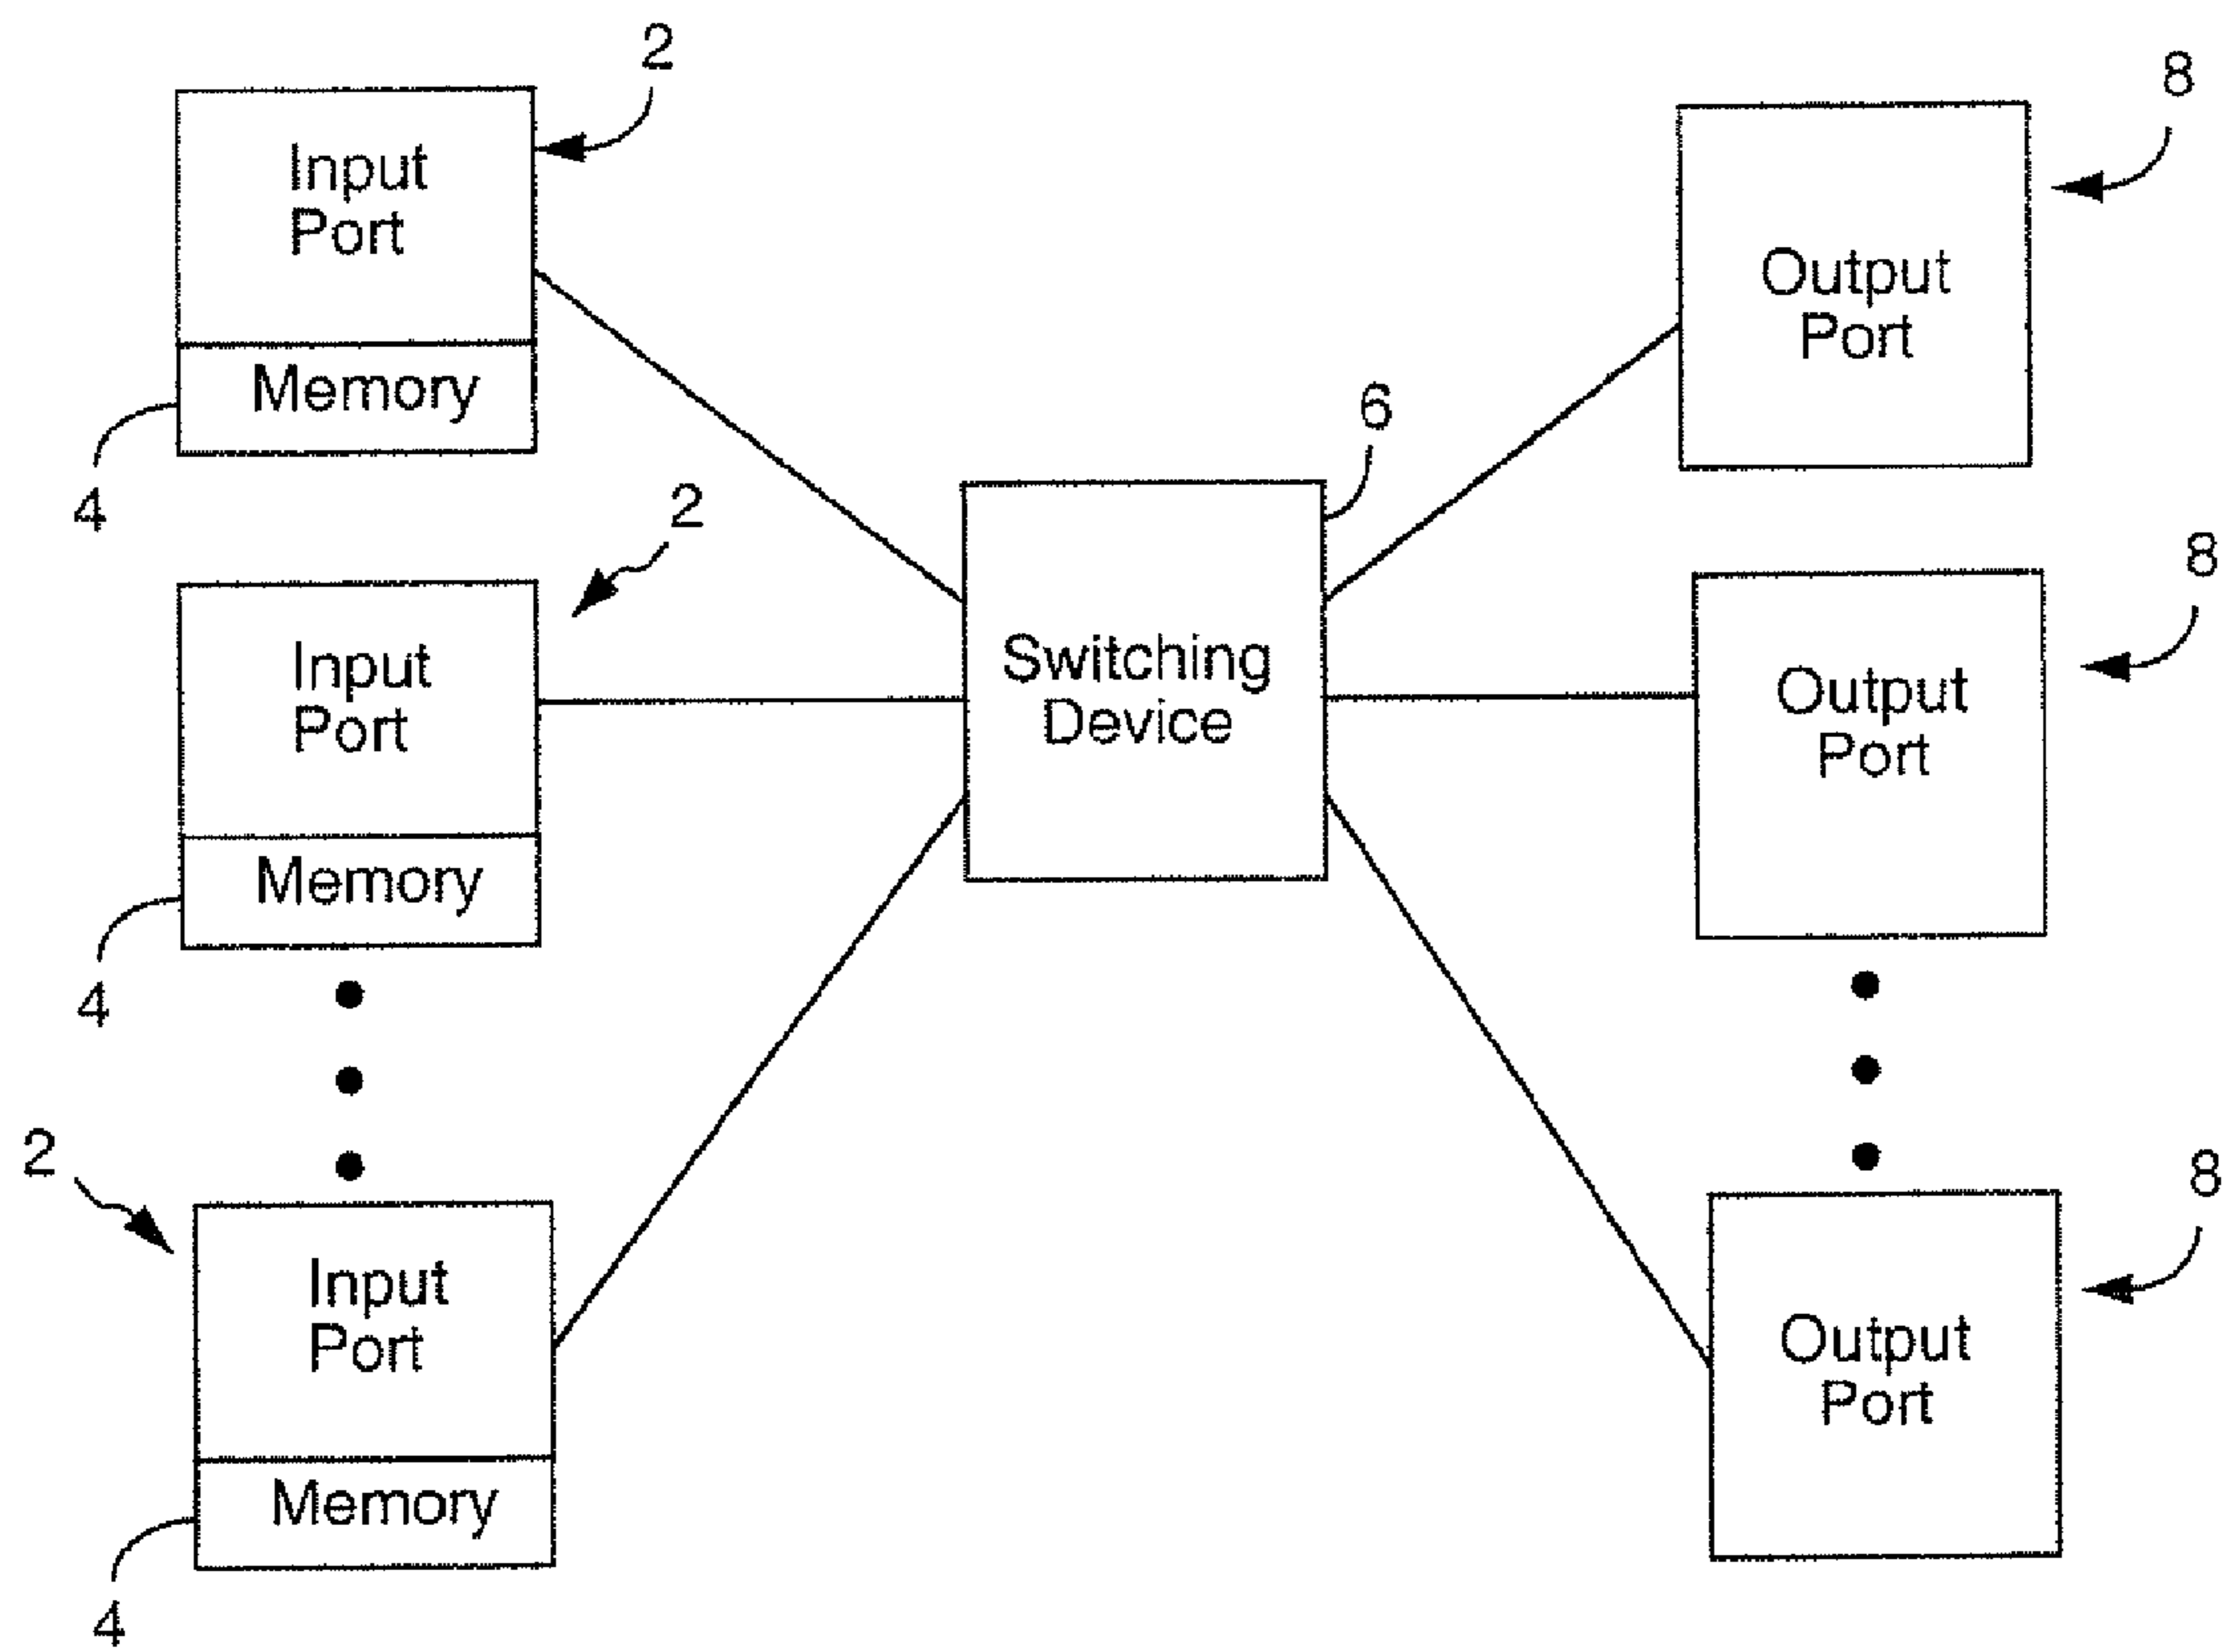 2
Input
Port
Memory
4
2
Input
Port
Memory
4
2
Input
Port
Memory
4
6
Switching
Device
8
Output
Port
8
Output
Port
8
Output
Port